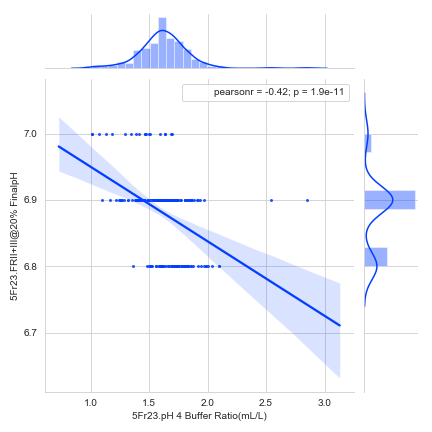 pearsonr = -0.42; p = 1.9e-11
7.0
6.9
6.8
6.7
5Fr23.FRII+III@20% FinalpH
1.0 1.5 2.0 2.5 3.0
5Fr23.pH 4 Buffer Ratio(mL/L)